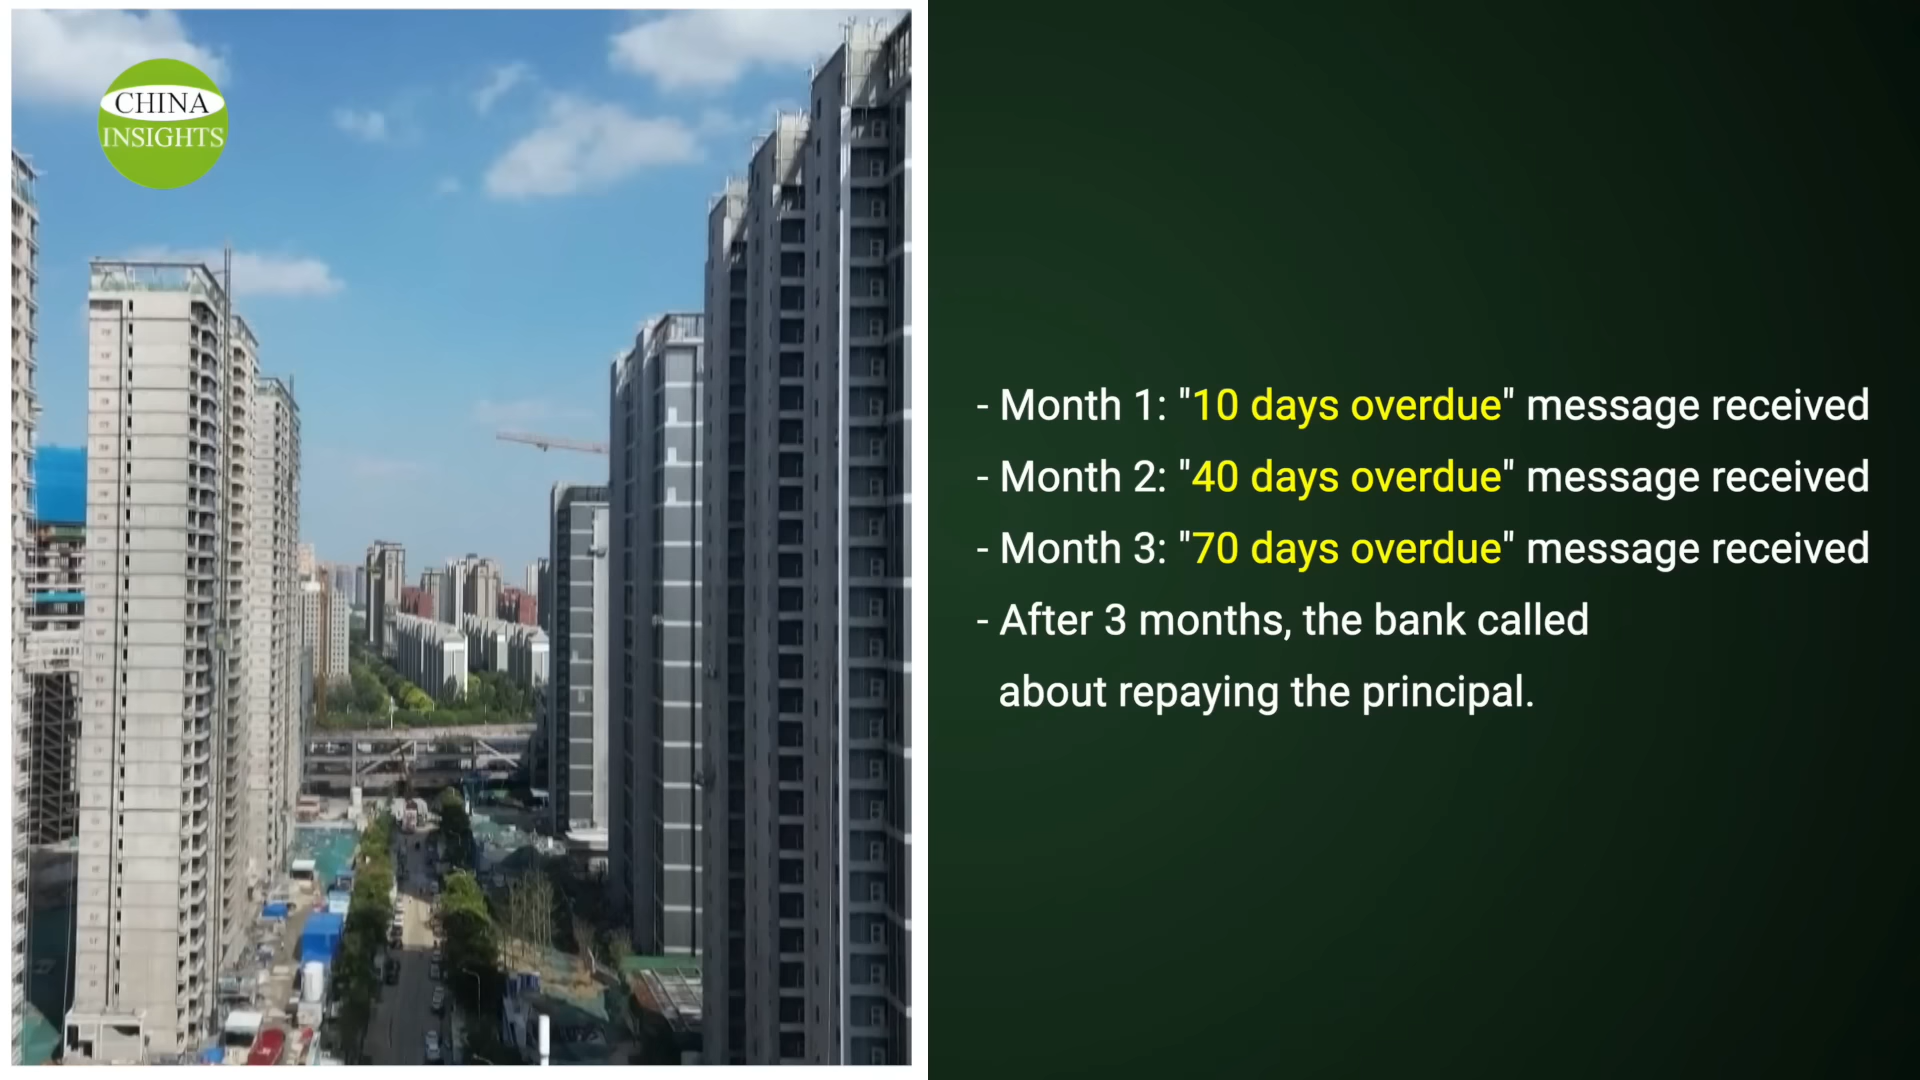 CHINA
INSIGHTS
- Month 1: "10 days overdue" message received
- Month 2: "40 days overdue" message received
- Month 3: "70 days overdue" message received
- After 3 months, the bank called
about repaying the principal.